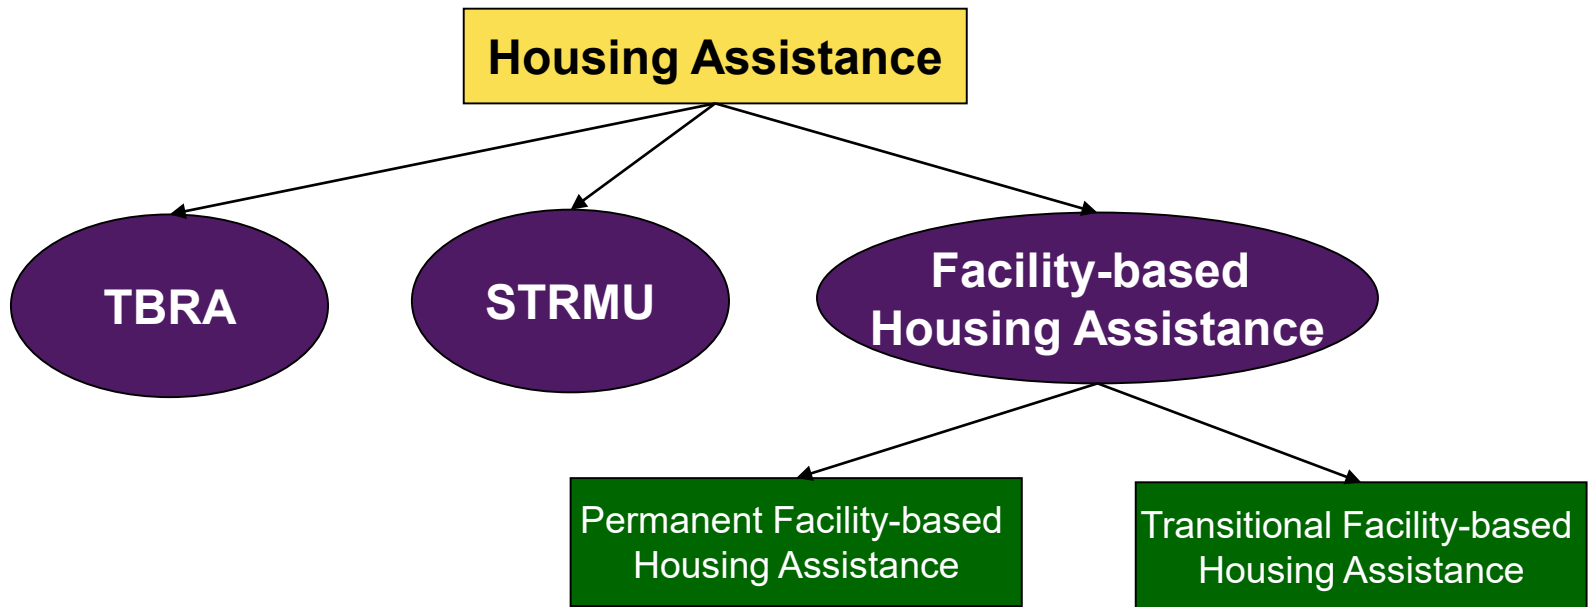 Housing Assistance
TBRA
STRMU
Facility-based
Housing Assistance
Permanent Facility-based
Housing Assistance
Transitional Facility-based
Housing Assistance